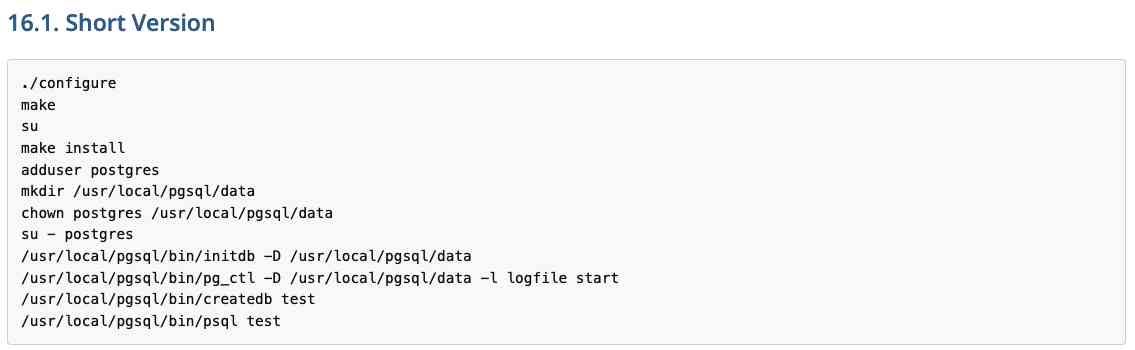 16.1. Short Version
./configure
make
su
make install
adduser postgres
mkdir /usr/local/pgsql/data
chown postgres /usr/local/pgsql/data
su - postgres
/usr/local/pgsql/bin/initdb -D /usr/local/pgsql/data
/usr/local/pgsql/bin/pg_ctl -D /usr/local/pgsql/data -l logfile start
/usr/local/pgsql/bin/createdb test
/usr/local/pgsql/bin/psql test